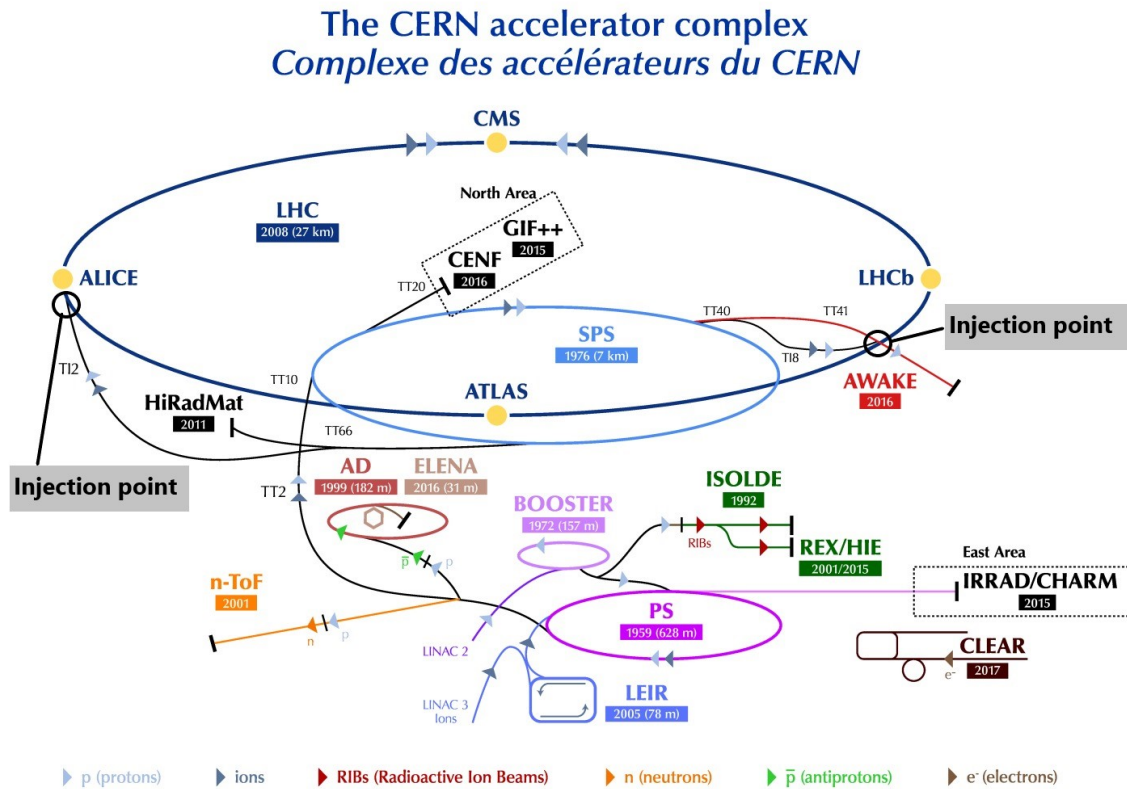 The CERN accelerator complex
Complexe des accélérateurs du CERN
CMS
North Area
LHC
2008 (27 km)
GIF++
2015
CENF
2016
ALICE
LHCb
TT20
TT40
TT41
Injection point
SPS
1976 (7 km)
TI8
TI2
TT10
AWAKE
2016
ATLAS
HiRadMat
2011
TT66
Injection point
AD
1999 (182 m)
ELENA
2016 (31 m)
TT2
ISOLDE
1992
BOOSTER
1972 (157 m)
RIBs
REX/HIE
2001/2015
p̅
p
East Area
n-ToF
2001
IRRAD/CHARM
2015
PS
1959 (628 m)
n
p
LINAC 2
CLEAR
2017
e-
LINAC 3
Ions
LEIR
2005 (78 m)
p (protons)
ions
RIBs (Radioactive Ion Beams)
n (neutrons)
p̅ (antiprotons)
e- (electrons)